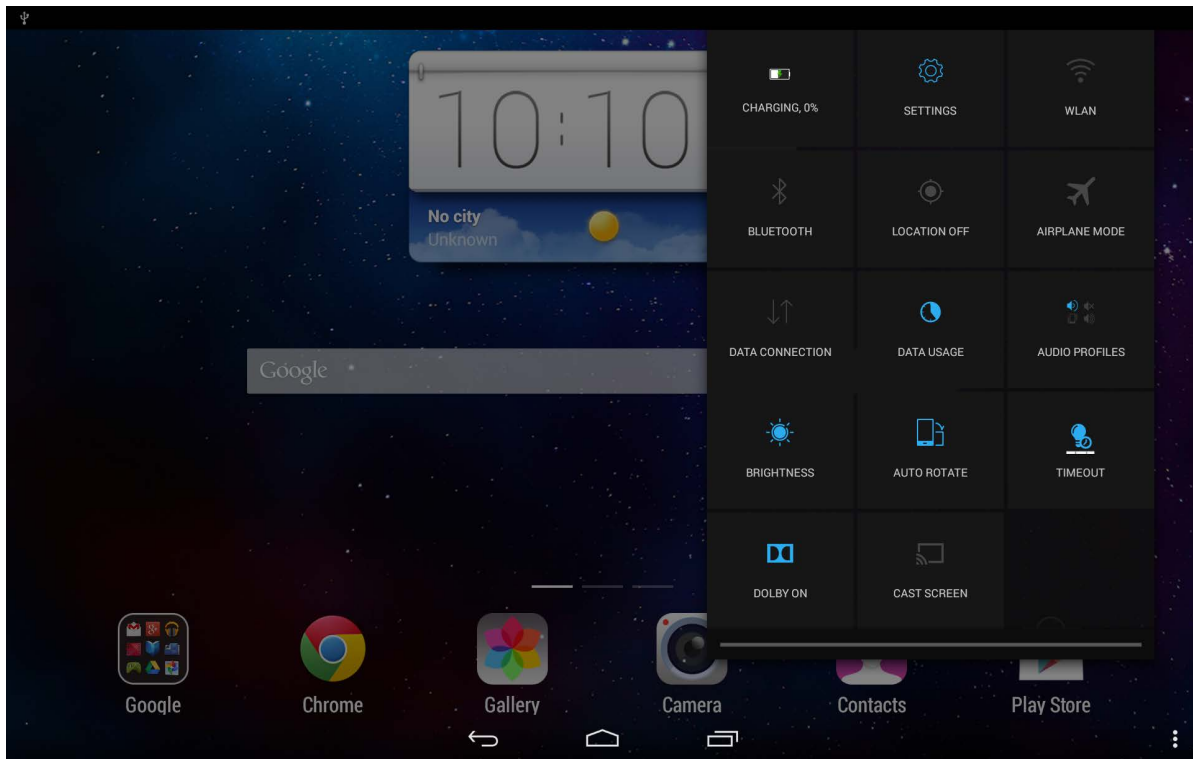 10:10
No city
Unknown
Google
CHARGING, 0%
SETTINGS
WLAN
BLUETOOTH
LOCATION OFF
AIRPLANE MODE
DATA CONNECTION
DATA USAGE
AUDIO PROFILES
BRIGHTNESS
AUTO ROTATE
TIMEOUT
DOLBY ON
CAST SCREEN
Google
Chrome
Gallery
Camera
Contacts
Play Store